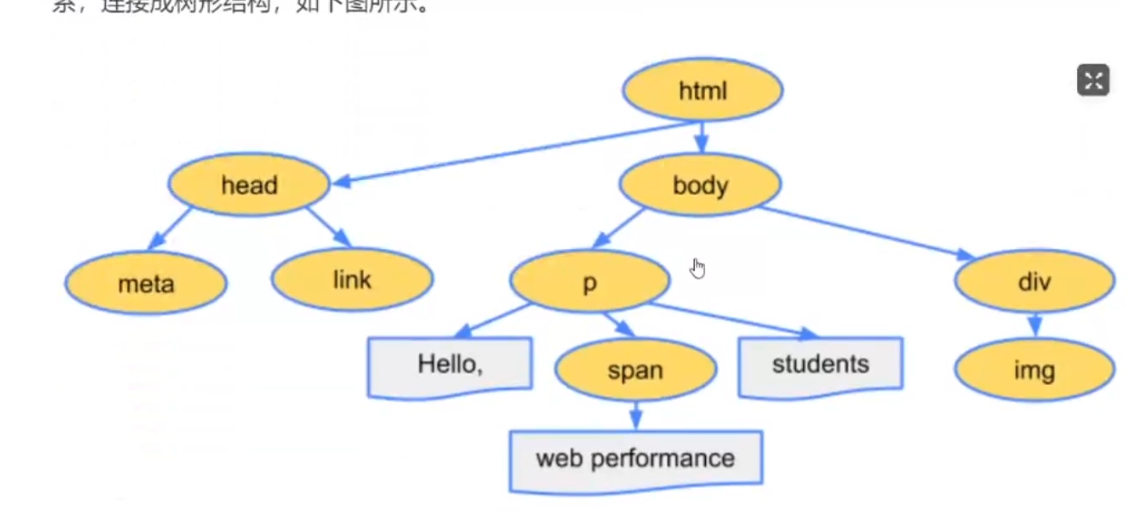 系，连接成树形结构，如下图所示。
html
head
body
meta
link
p
div
Hello,
span
students
img
web performance